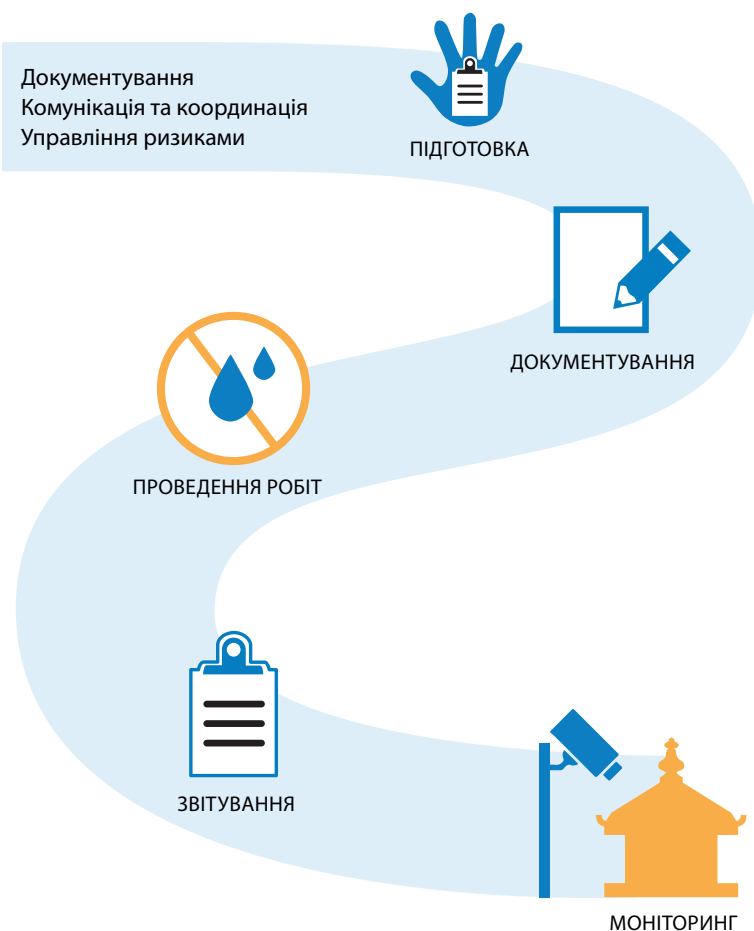 Документування
Комунікація та координація
Управління ризиками
ПІДГОТОВКА
ДОКУМЕНТУВАННЯ
ПРОВЕДЕННЯ РОБІТ
ЗВІТУВАННЯ
МОНІТОРИНГ